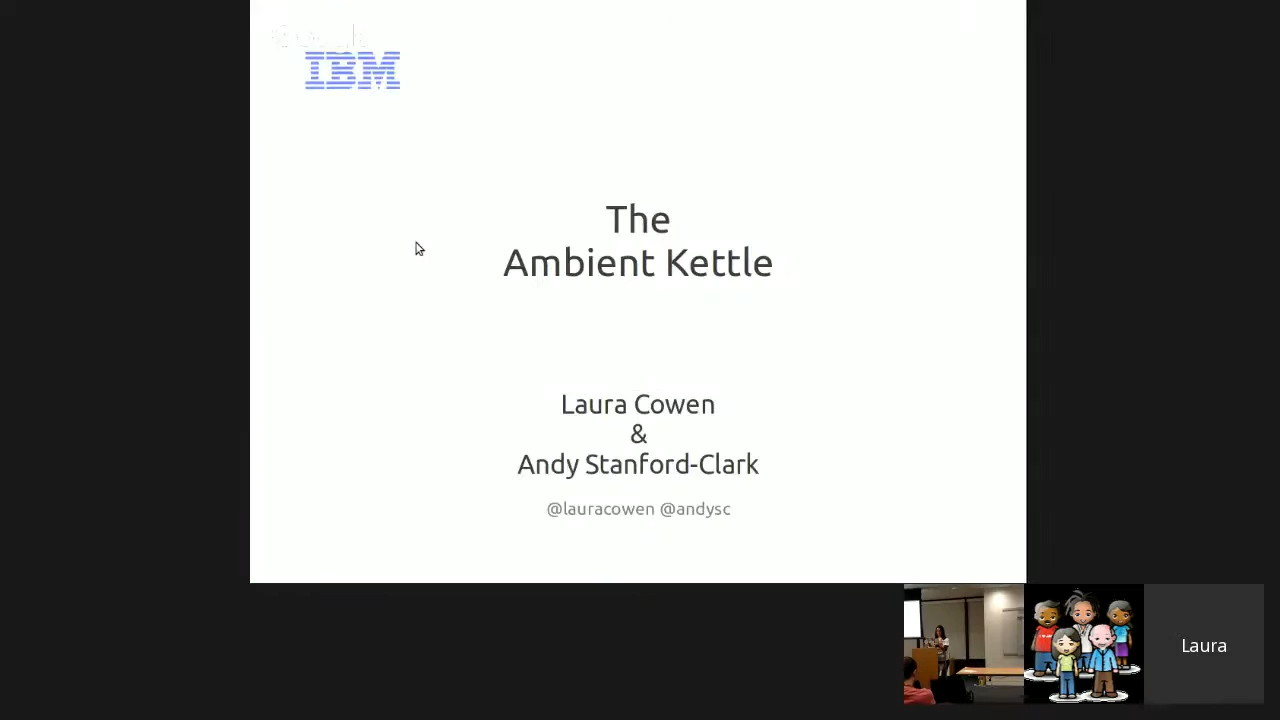 IBM
The
Ambient Kettle
Laura Cowen
&
Andy Stanford-Clark
@lauracowen @andysc
Laura